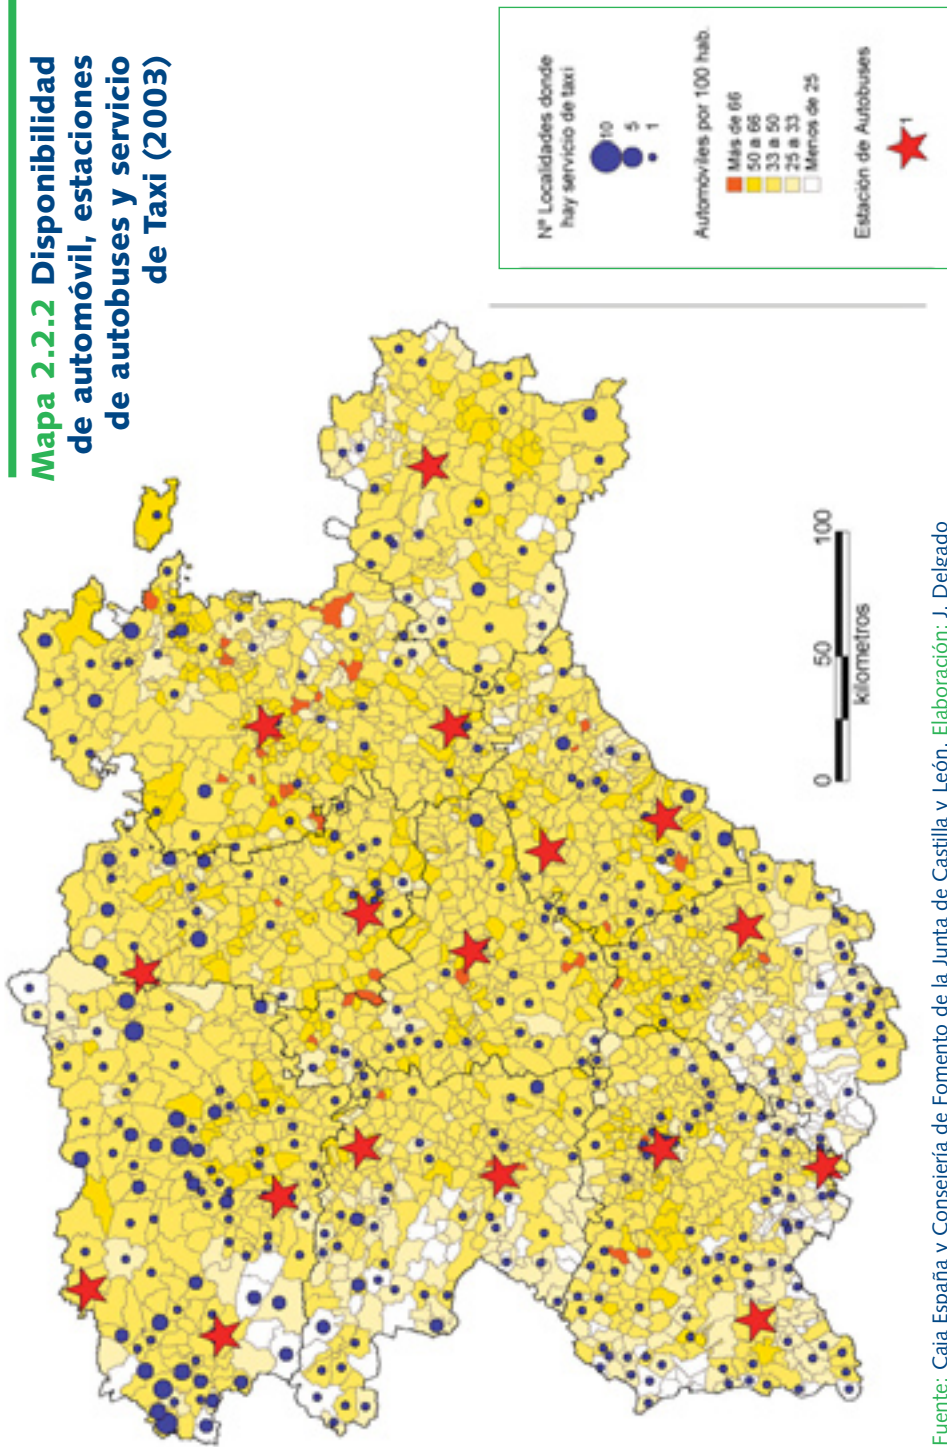 Mapa 2.2.2 Disponibilidad
de automóvil, estaciones
de autobuses y servicio
de Taxi (2003)
Nº Localidades donde
hay servicio de taxi
10
5
1
Automóviles por 100 hab.
Más de 66
50 a 66
33 a 50
25 a 33
Menos de 25
Estación de Autobuses
1
0
50
100
kilometros
Fuente: Caja España y Consejería de Fomento de la Junta de Castilla y León. Elaboración: J. Delgado